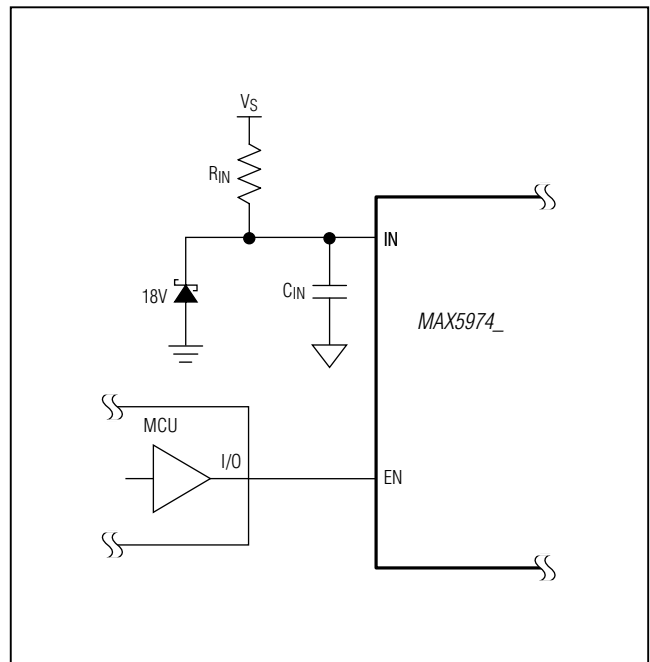 VS
RIN
IN
18V
CIN
MAX5974_
MCU
I/O
EN